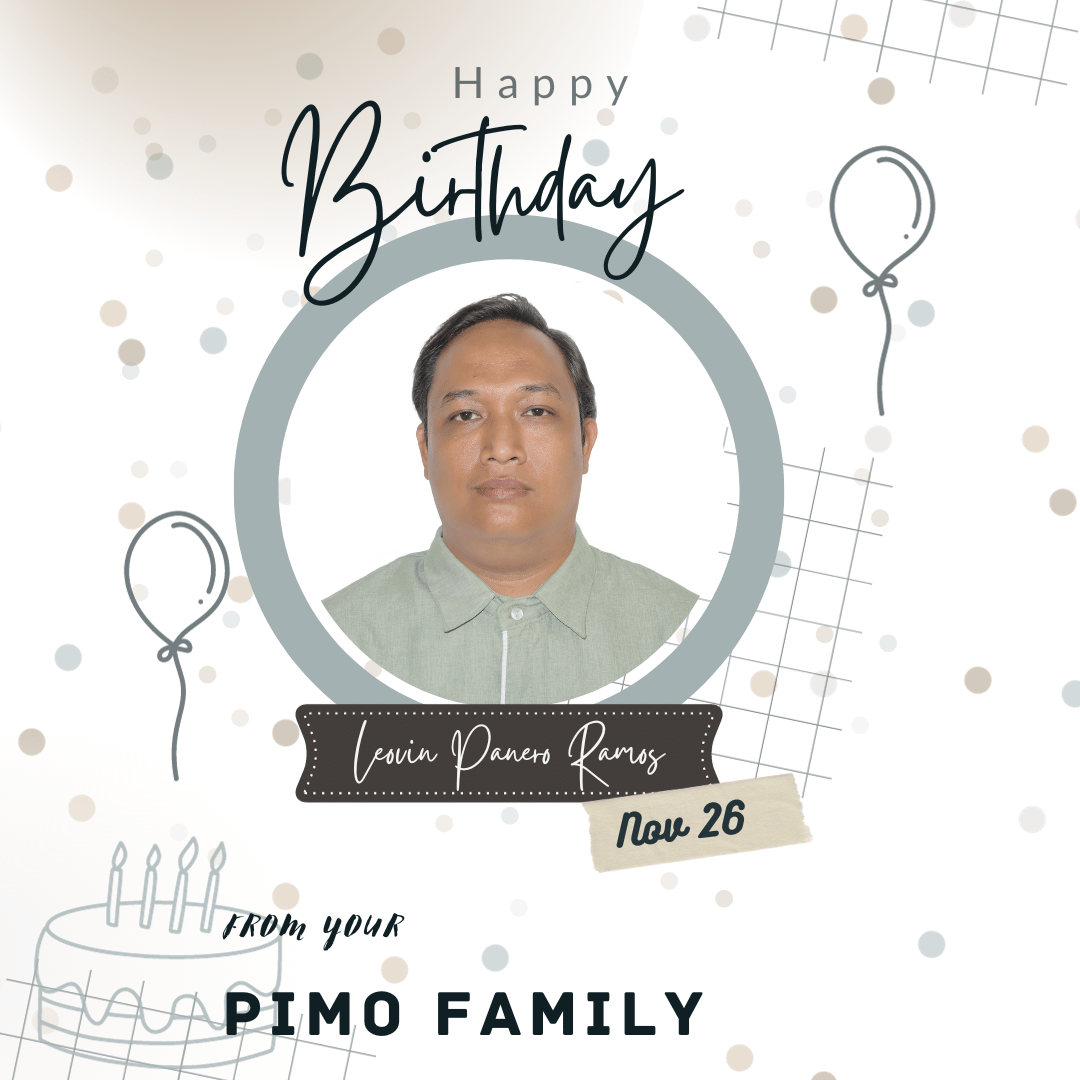 Happy
Birthday
Leovin Panero Ramos
Nov 26
FROM YOUR
PIMO FAMILY